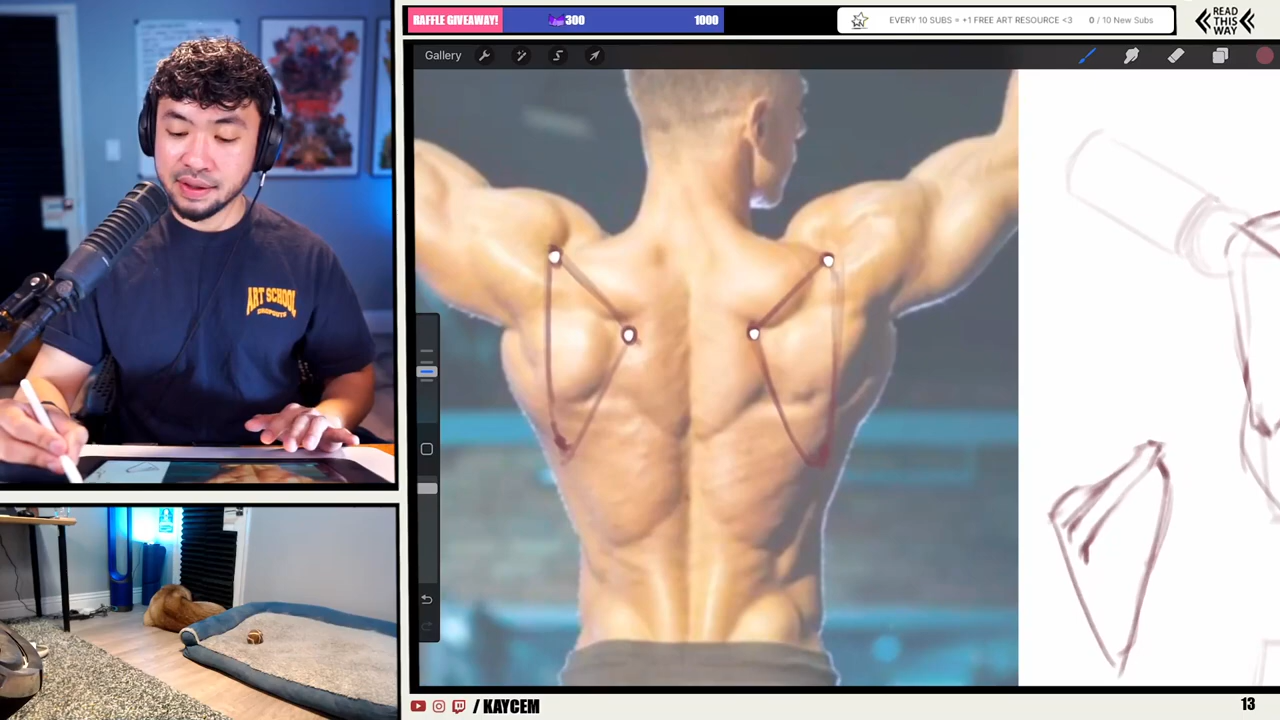 RAFFLE GIVEAWAY! 300 1000
EVERY 10 SUBS = +1 FREE ART RESOURCE <3 0 / 10 New Subs
READ THIS WAY
Gallery
ART SCHOOL
DROPOUTS
/ KAYCEM
13